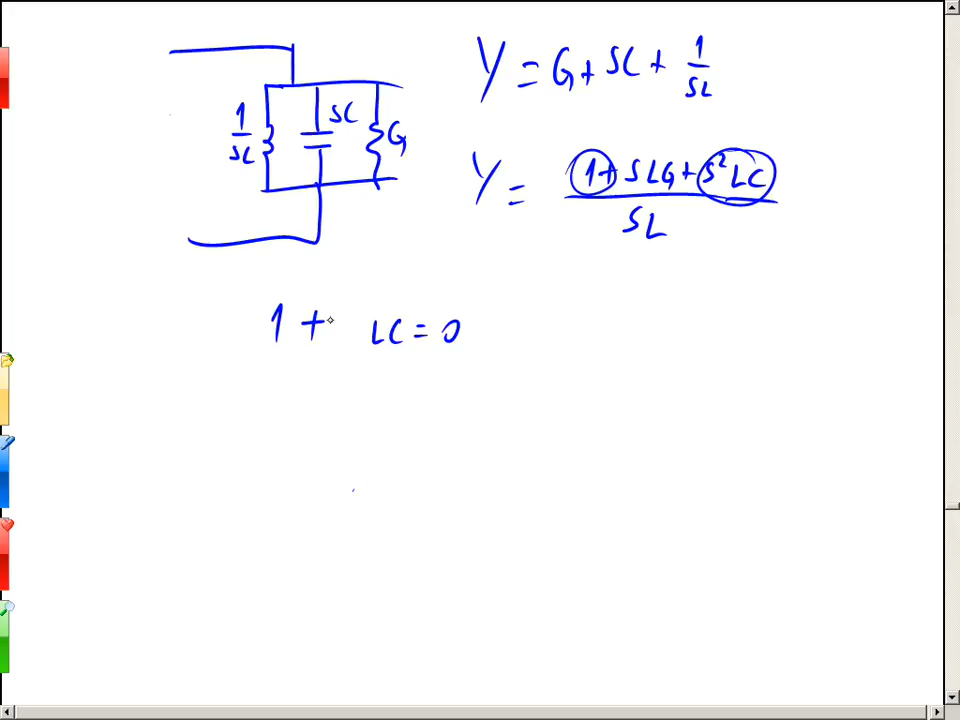 Y = G + SC + 1/SL
1/SL SC G
Y = (1 + SLG + S²LC)/SL
1 + LC = 0